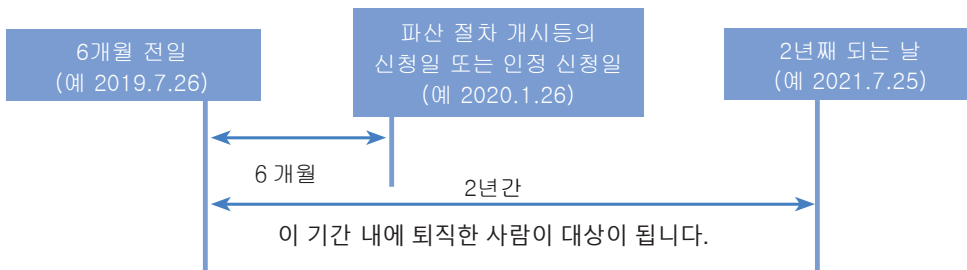 6개월 전일
(예 2019.7.26)
파산 절차 개시등의
신청일 또는 인정 신청일
(예 2020.1.26)
2년째 되는 날
(예 2021.7.25)
6 개월
2년간
이 기간 내에 퇴직한 사람이 대상이 됩니다.